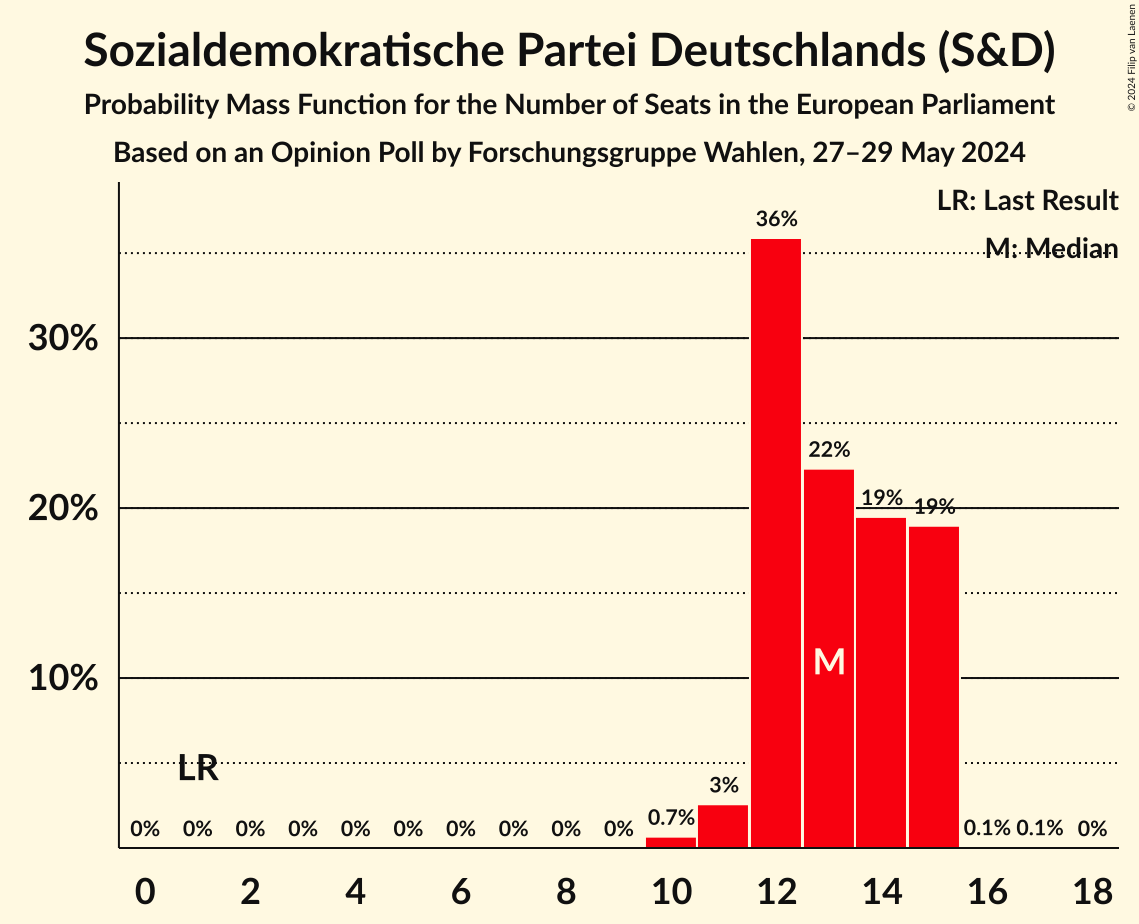 Sozialdemokratische Partei Deutschlands (S&D)
Probability Mass Function for the Number of Seats in the European Parliament
Based on an Opinion Poll by Forschungsgruppe Wahlen, 27–29 May 2024
© 2024 Filip van Laenen
LR: Last Result
M: Median
36%
30%
22%
20%
19%
19%
M
10%
LR
3%
0.7%
0% 0% 0% 0% 0% 0% 0% 0% 0% 0% 0.1% 0.1% 0%
0 2 4 6 8 10 12 14 16 18